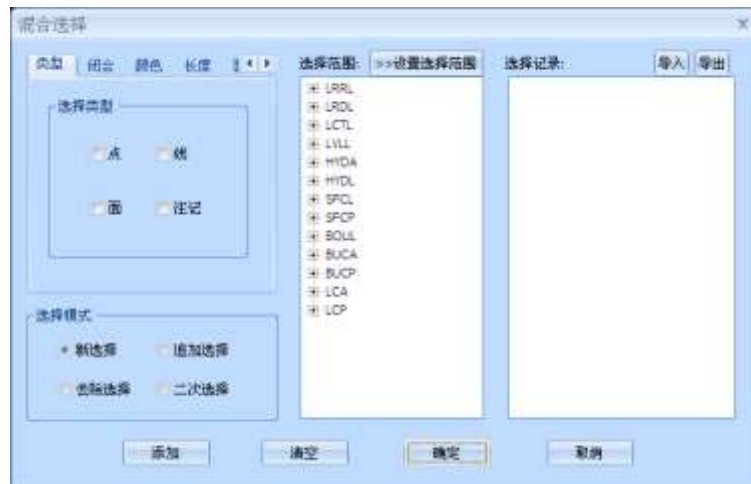 混合选择
类型 闭合 颜色 长度
选择类型
点 线
面 注记
选择模式
新选择 追加选择
去除选择 二次选择
选择范围: >>设置选择范围
LRRL
LRDL
LCTL
LVLL
HYDA
HYDL
SFCL
SFCP
BOUL
BUCA
BUCP
LCA
LCP
选择记录: 导入 导出
添加 清空 确定 取消